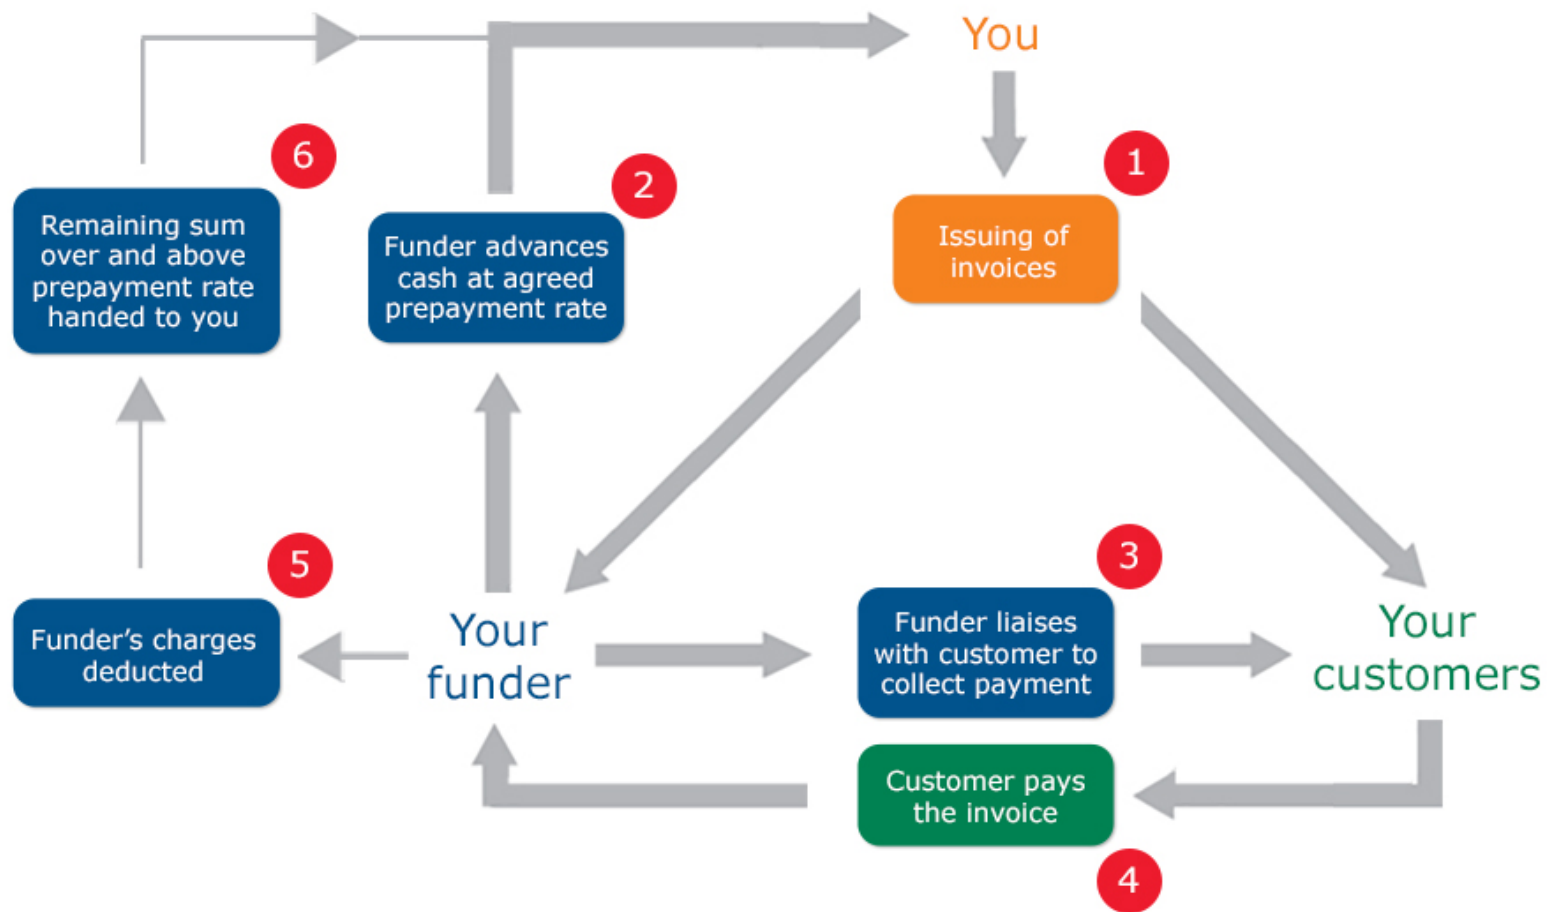 You
6
2
1
Remaining sum
over and above
prepayment rate
handed to you
Funder advances
cash at agreed
prepayment rate
Issuing of
invoices
5
3
Funder’s charges
deducted
Your
funder
Funder liaises
with customer to
collect payment
Your
customers
Customer pays
the invoice
4